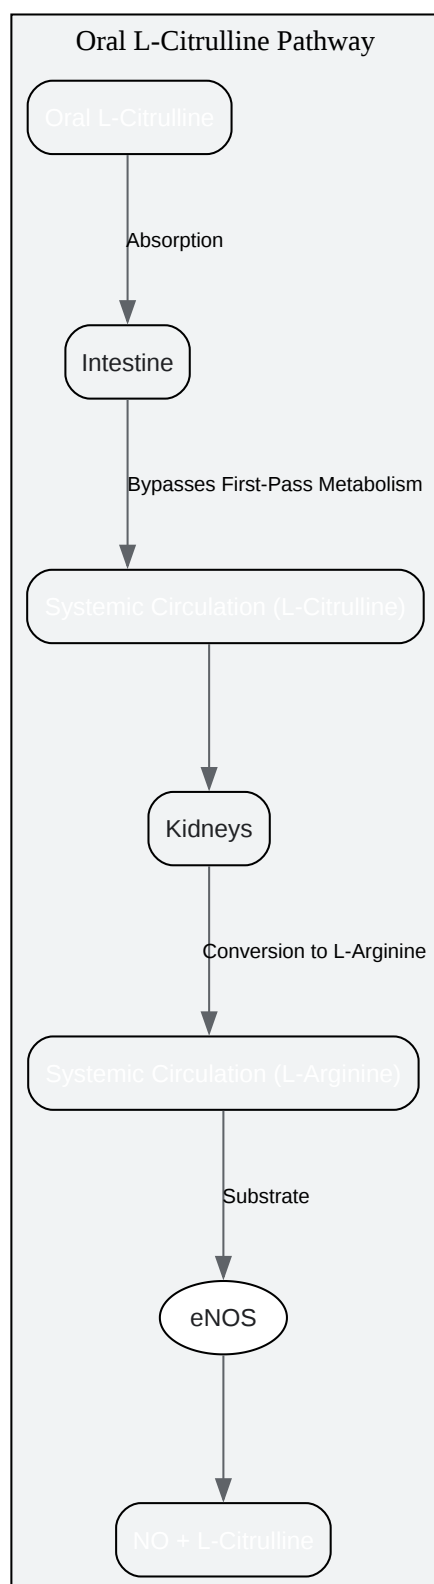 Oral L-Citrulline Pathway
Oral L-Citrulline
Absorption
Intestine
Bypasses First-Pass Metabolism
Systemic Circulation (L-Citrulline)
Kidneys
Conversion to L-Arginine
Systemic Circulation (L-Arginine)
Substrate
eNOS
NO + L-Citrulline